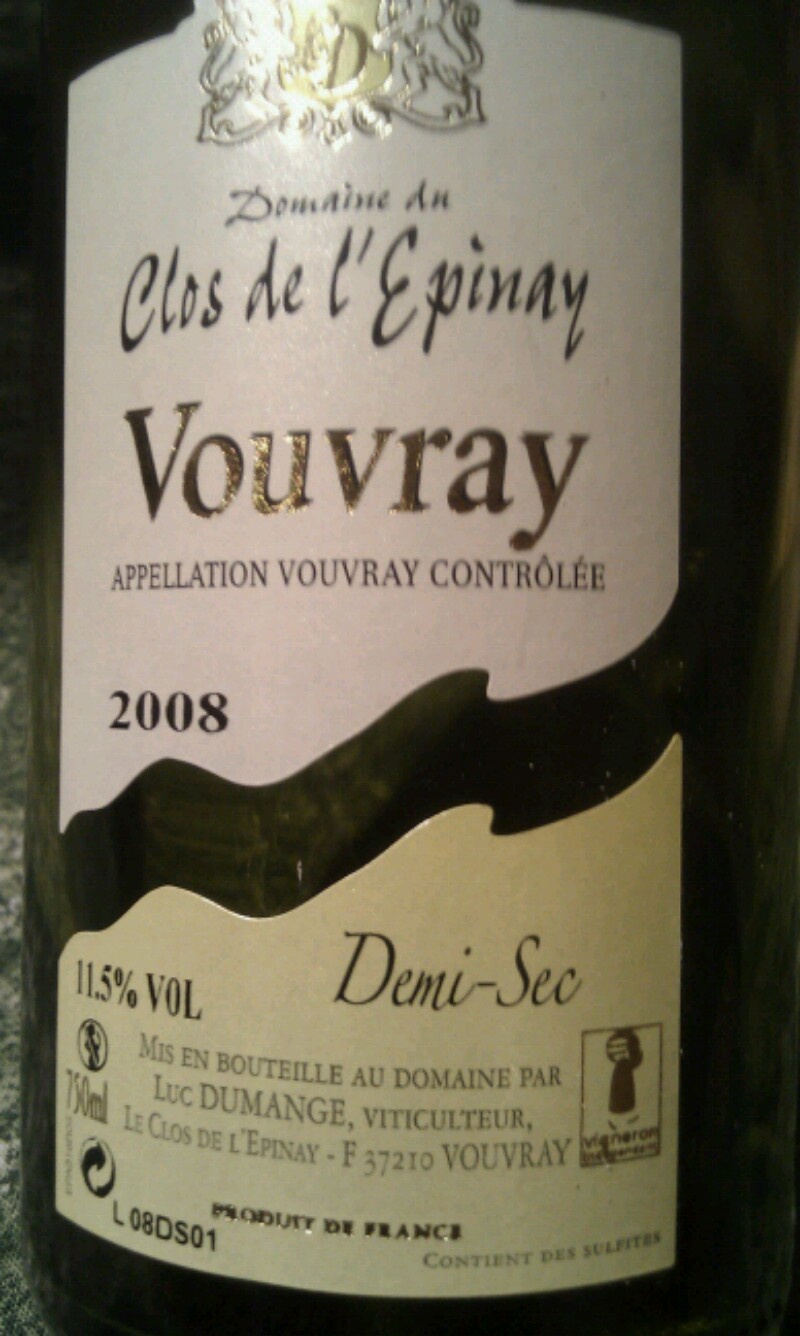 D
Domaine du
Clos de l'Epinay
Vouvray
APPELLATION VOUVRAY CONTRÔLÉE
2008
11.5% VOL
Demi-Sec
750ml
MIS EN BOUTEILLE AU DOMAINE PAR
LUC DUMANGE, VITICULTEUR,
LE CLOS DE L'EPINAY - F 37210 VOUVRAY
vigneron
indépendant
L 08DS01
PRODUIT DE FRANCE
CONTIENT DES SULFITES